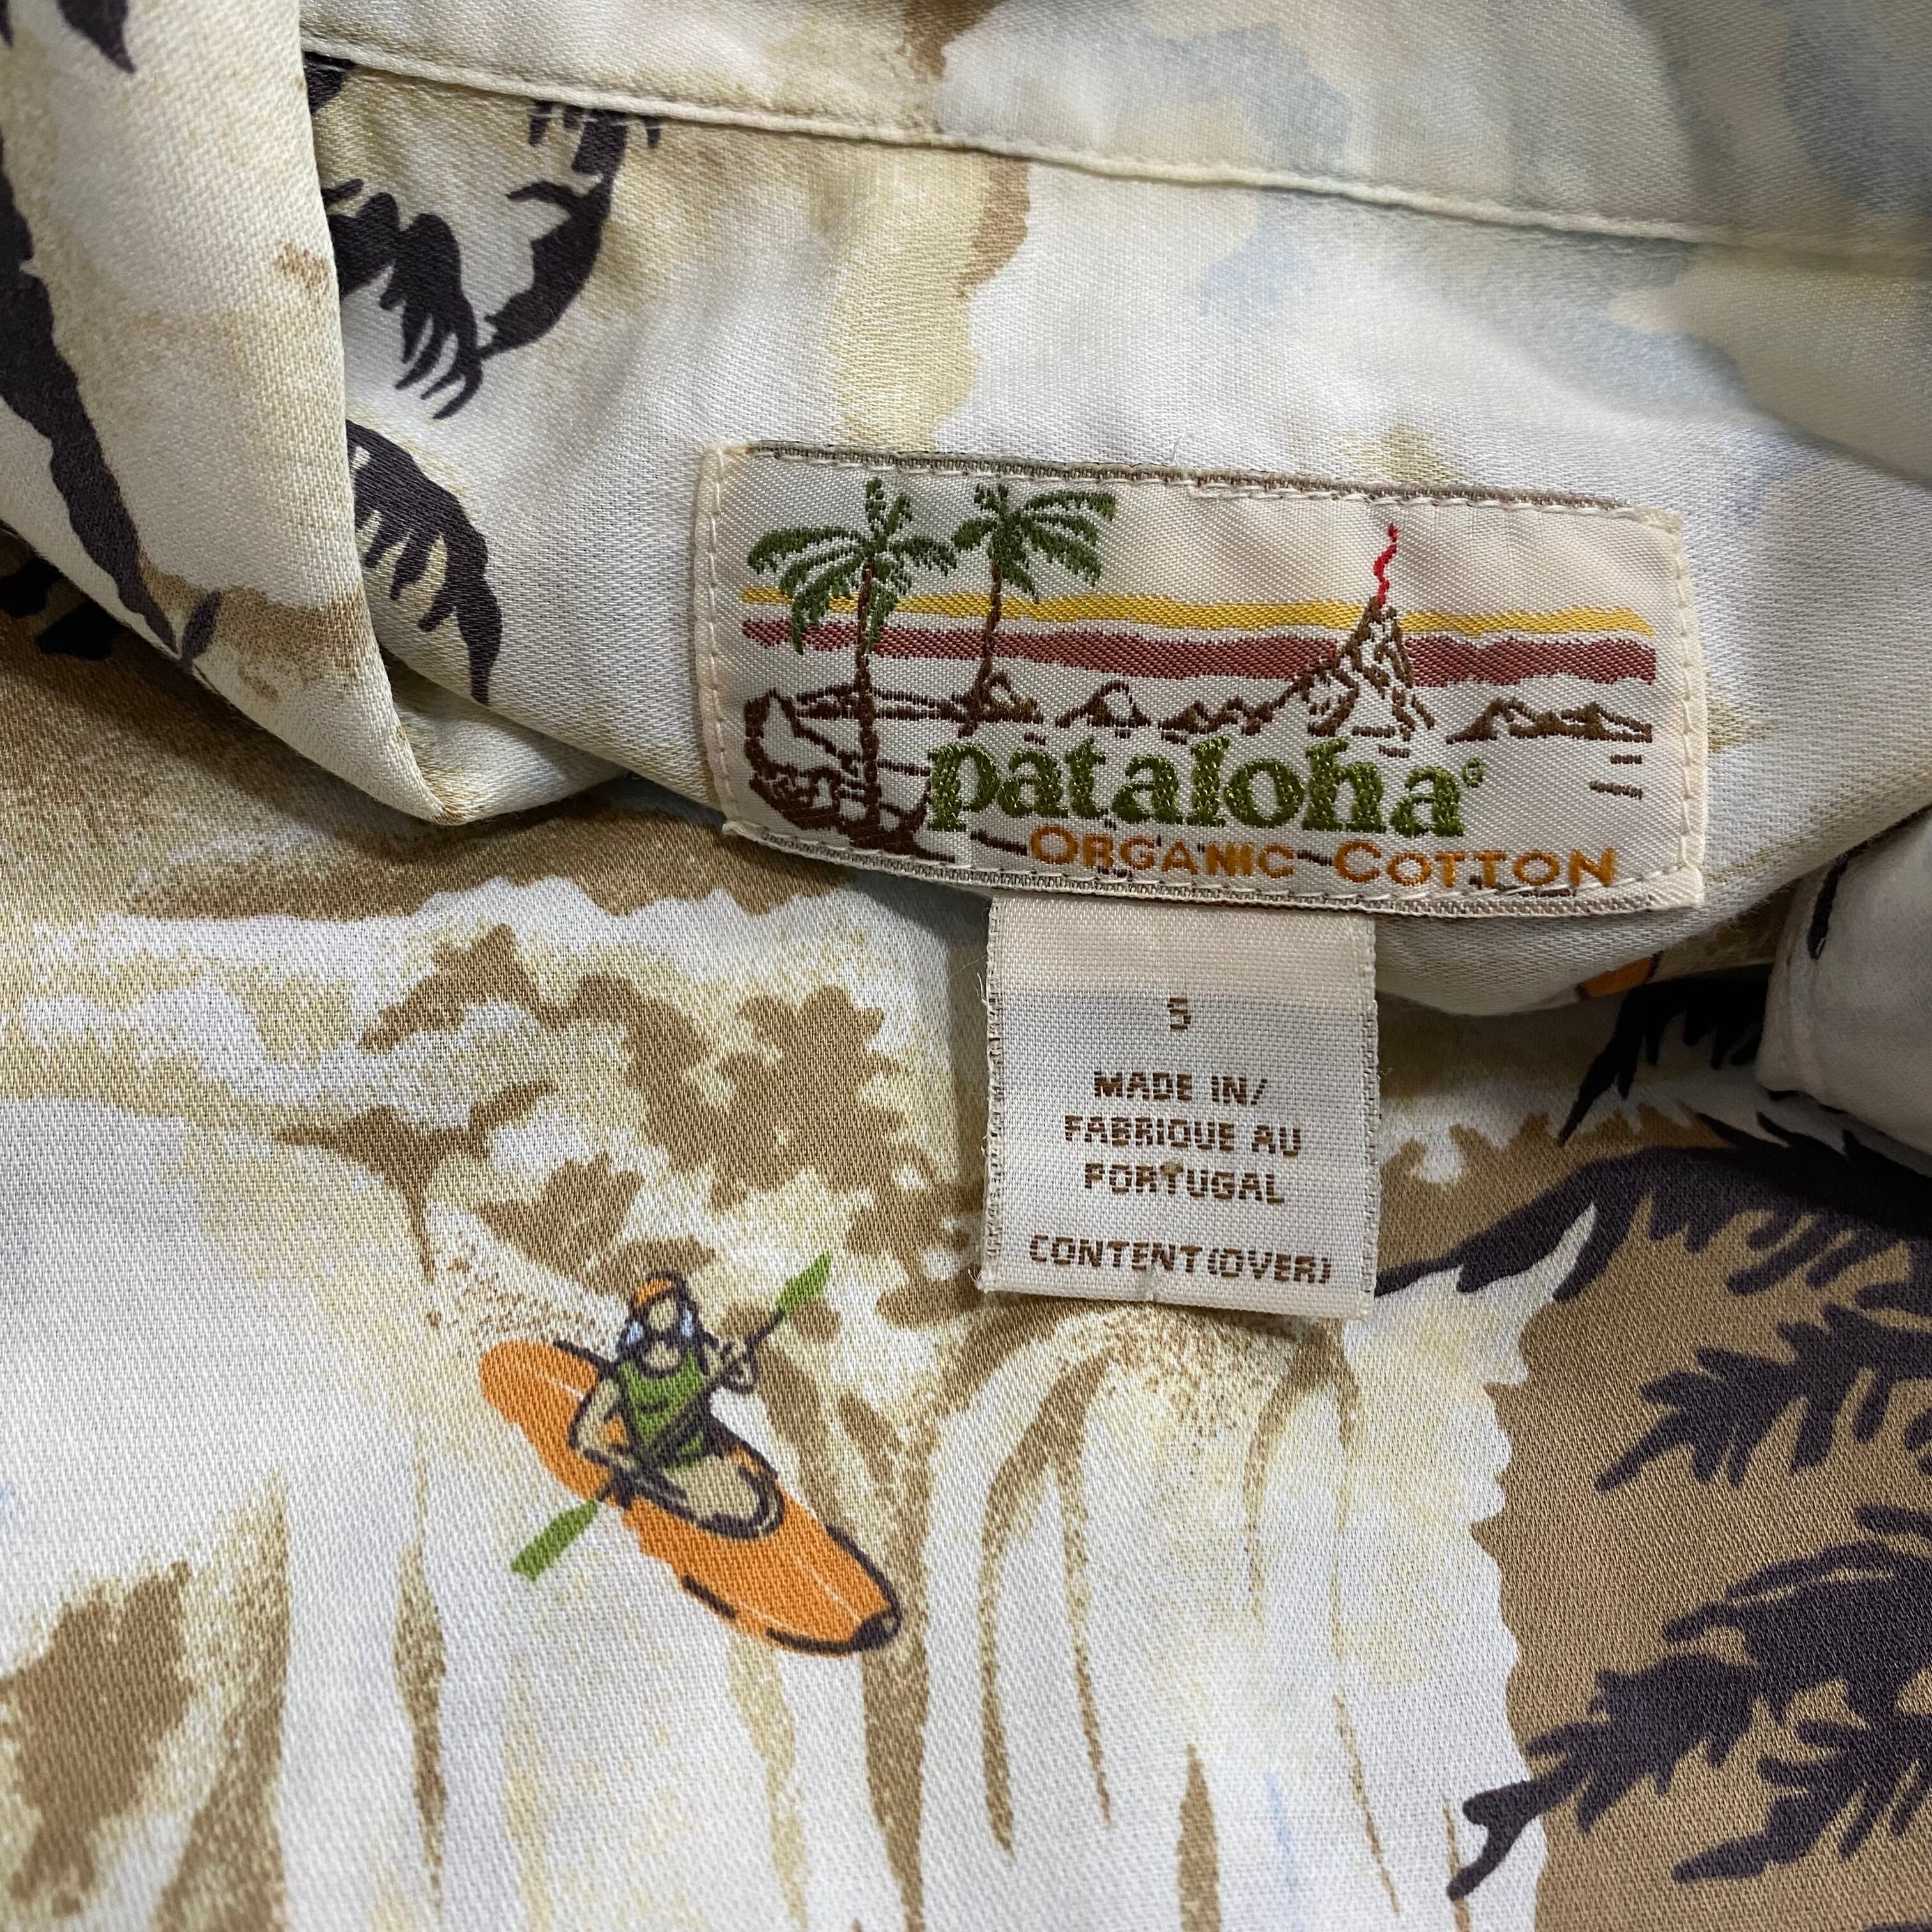 pataloha®
ORGANIC COTTON
S
MADE IN/
FABRIQUE AU
PORTUGAL
CONTENT(OVER)